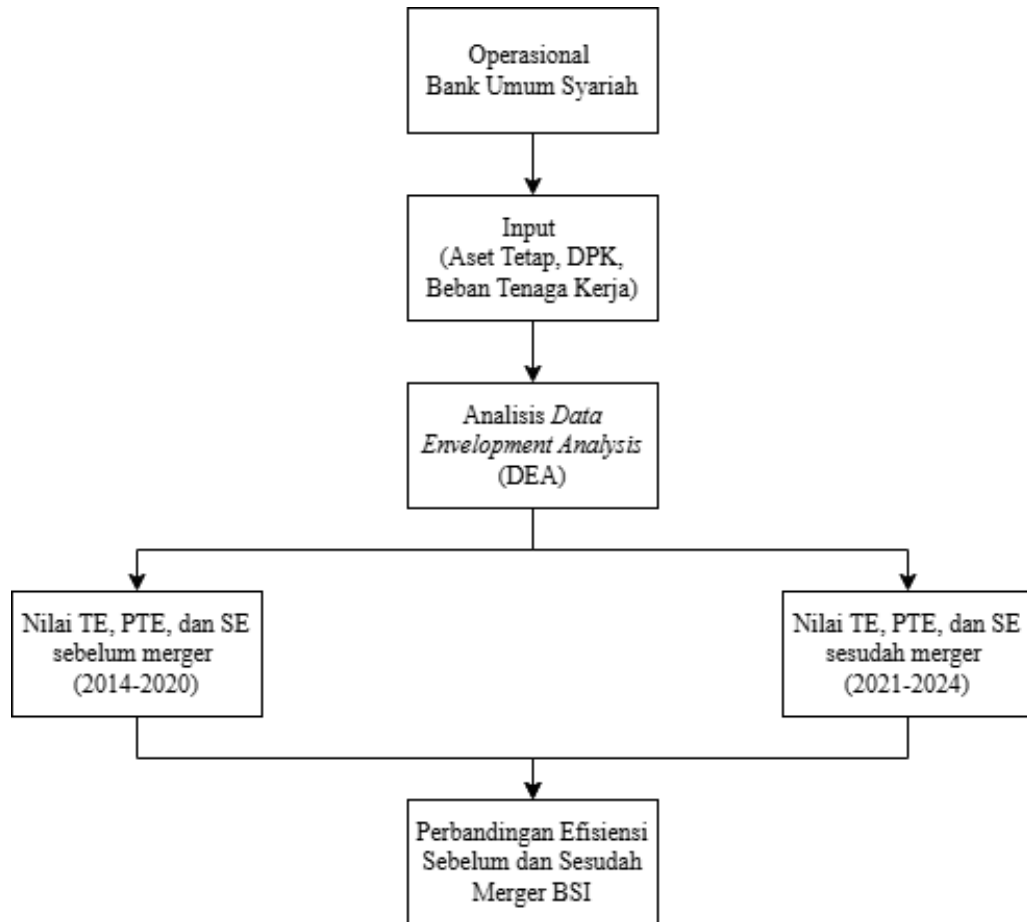 Operasional
Bank Umum Syariah
Input
(Aset Tetap, DPK,
Beban Tenaga Kerja)
Analisis Data
Envelopment Analysis
(DEA)
Nilai TE, PTE, dan SE
sebelum merger
(2014-2020)
Nilai TE, PTE, dan SE
sesudah merger
(2021-2024)
Perbandingan Efisiensi
Sebelum dan Sesudah
Merger BSI